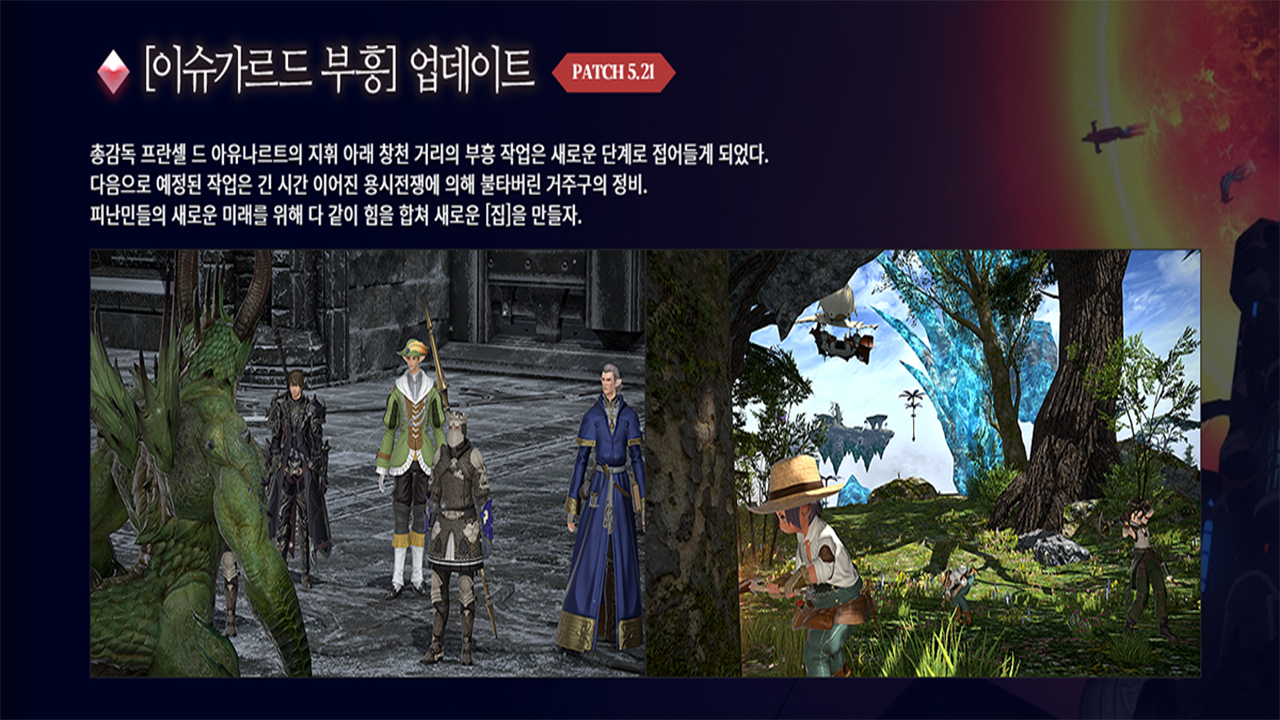 [이슈가르드 부흥] 업데이트 PATCH 5.21
총감독 프란셀 드 아유나르트의 지휘 아래 창천 거리의 부흥 작업은 새로운 단계로 접어들게 되었다.
다음으로 예정된 작업은 긴 시간 이어진 용시전쟁에 의해 불타버린 거주구의 정비.
피난민들의 새로운 미래를 위해 다 같이 힘을 합쳐 새로운 [집]을 만들자.